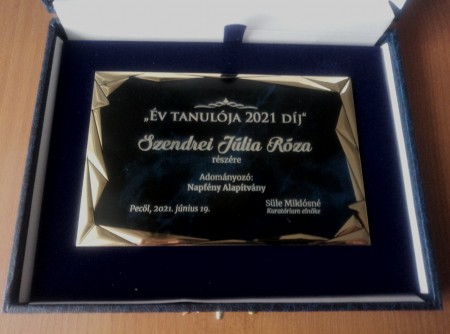 „ÉV TANULÓJA 2021 DÍJ"
Szendrei Júlia Róza
részére
Adományozó:
Napfény Alapítvány
Pecöl, 2021. június 19.
Süle Miklósné
Kuratórium elnöke